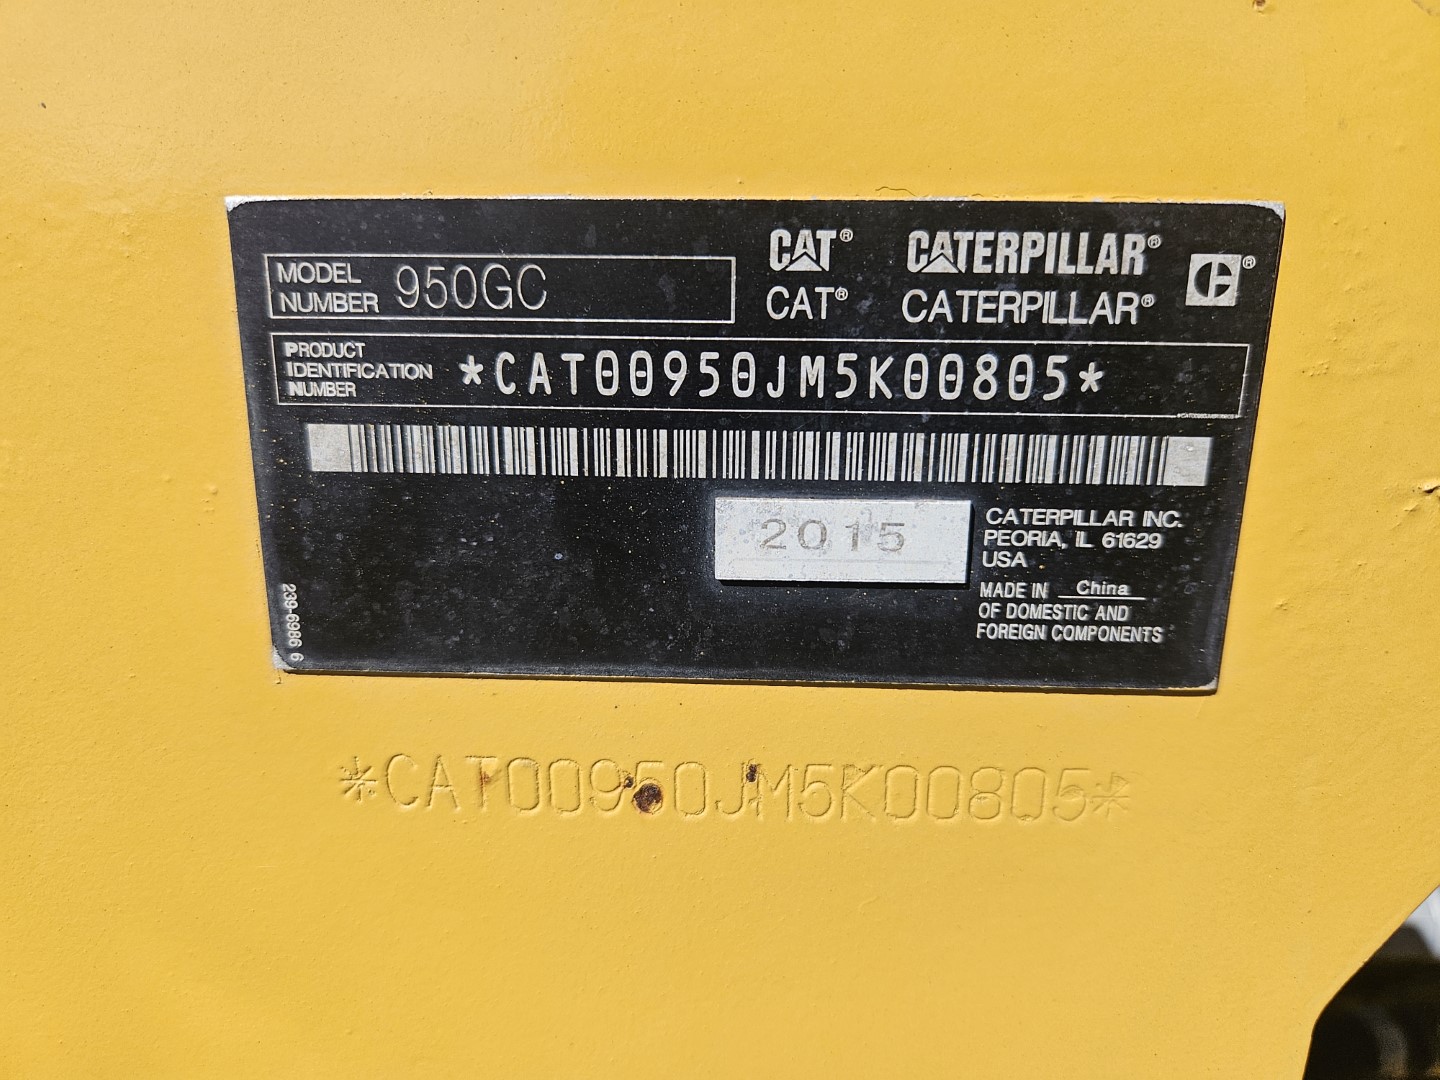 MODEL NUMBER 950GC
CAT® CATERPILLAR®
CAT® CATERPILLAR®
PRODUCT IDENTIFICATION NUMBER *CAT00950JM5K00805*
2015
CATERPILLAR INC.
PEORIA, IL 61629
USA
MADE IN China
OF DOMESTIC AND
FOREIGN COMPONENTS
239-6986 6
*CAT00950JM5K00805*